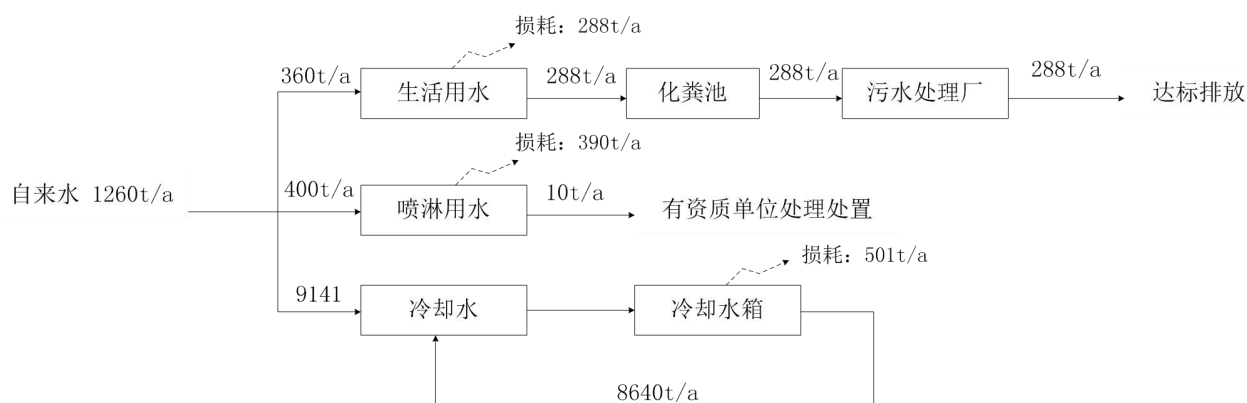 损耗：288t/a
360t/a
生活用水
288t/a
化粪池
288t/a
污水处理厂
288t/a
达标排放
损耗：390t/a
自来水 1260t/a
400t/a
喷淋用水
10t/a
有资质单位处理处置
损耗：501t/a
9141
冷却水
冷却水箱
8640t/a